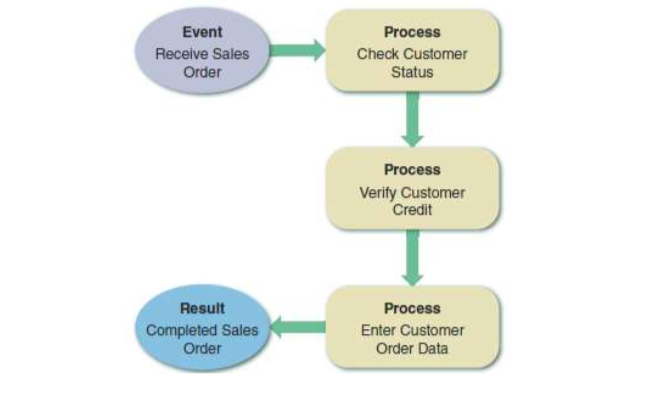 Event
Receive Sales
Order
Process
Check Customer
Status
Process
Verify Customer
Credit
Process
Enter Customer
Order Data
Result
Completed Sales
Order